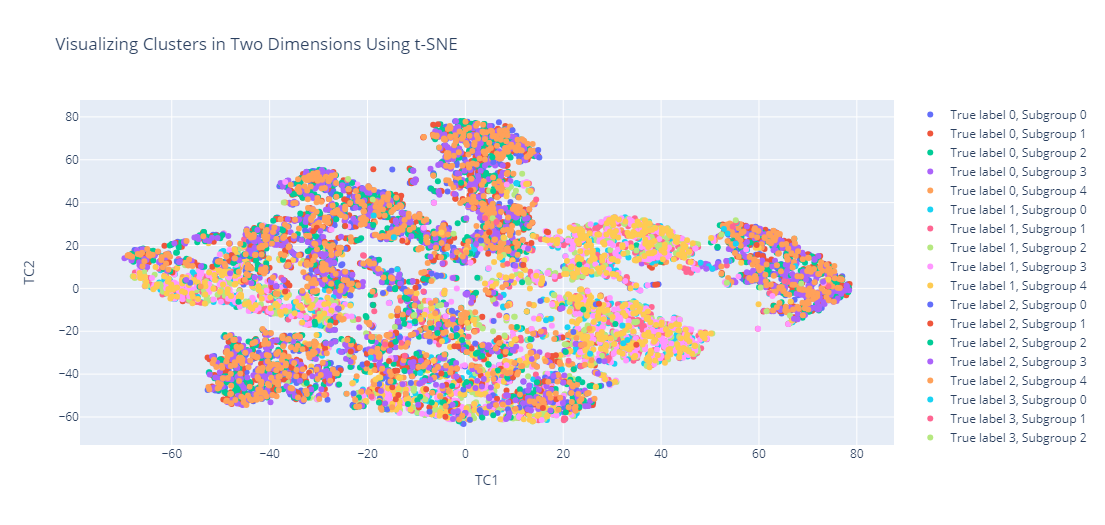 Visualizing Clusters in Two Dimensions Using t-SNE
80
60
40
20
0
−20
−40
−60
TC2
−60
−40
−20
0
20
40
60
80
TC1
True label 0, Subgroup 0
True label 0, Subgroup 1
True label 0, Subgroup 2
True label 0, Subgroup 3
True label 0, Subgroup 4
True label 1, Subgroup 0
True label 1, Subgroup 1
True label 1, Subgroup 2
True label 1, Subgroup 3
True label 1, Subgroup 4
True label 2, Subgroup 0
True label 2, Subgroup 1
True label 2, Subgroup 2
True label 2, Subgroup 3
True label 2, Subgroup 4
True label 3, Subgroup 0
True label 3, Subgroup 1
True label 3, Subgroup 2